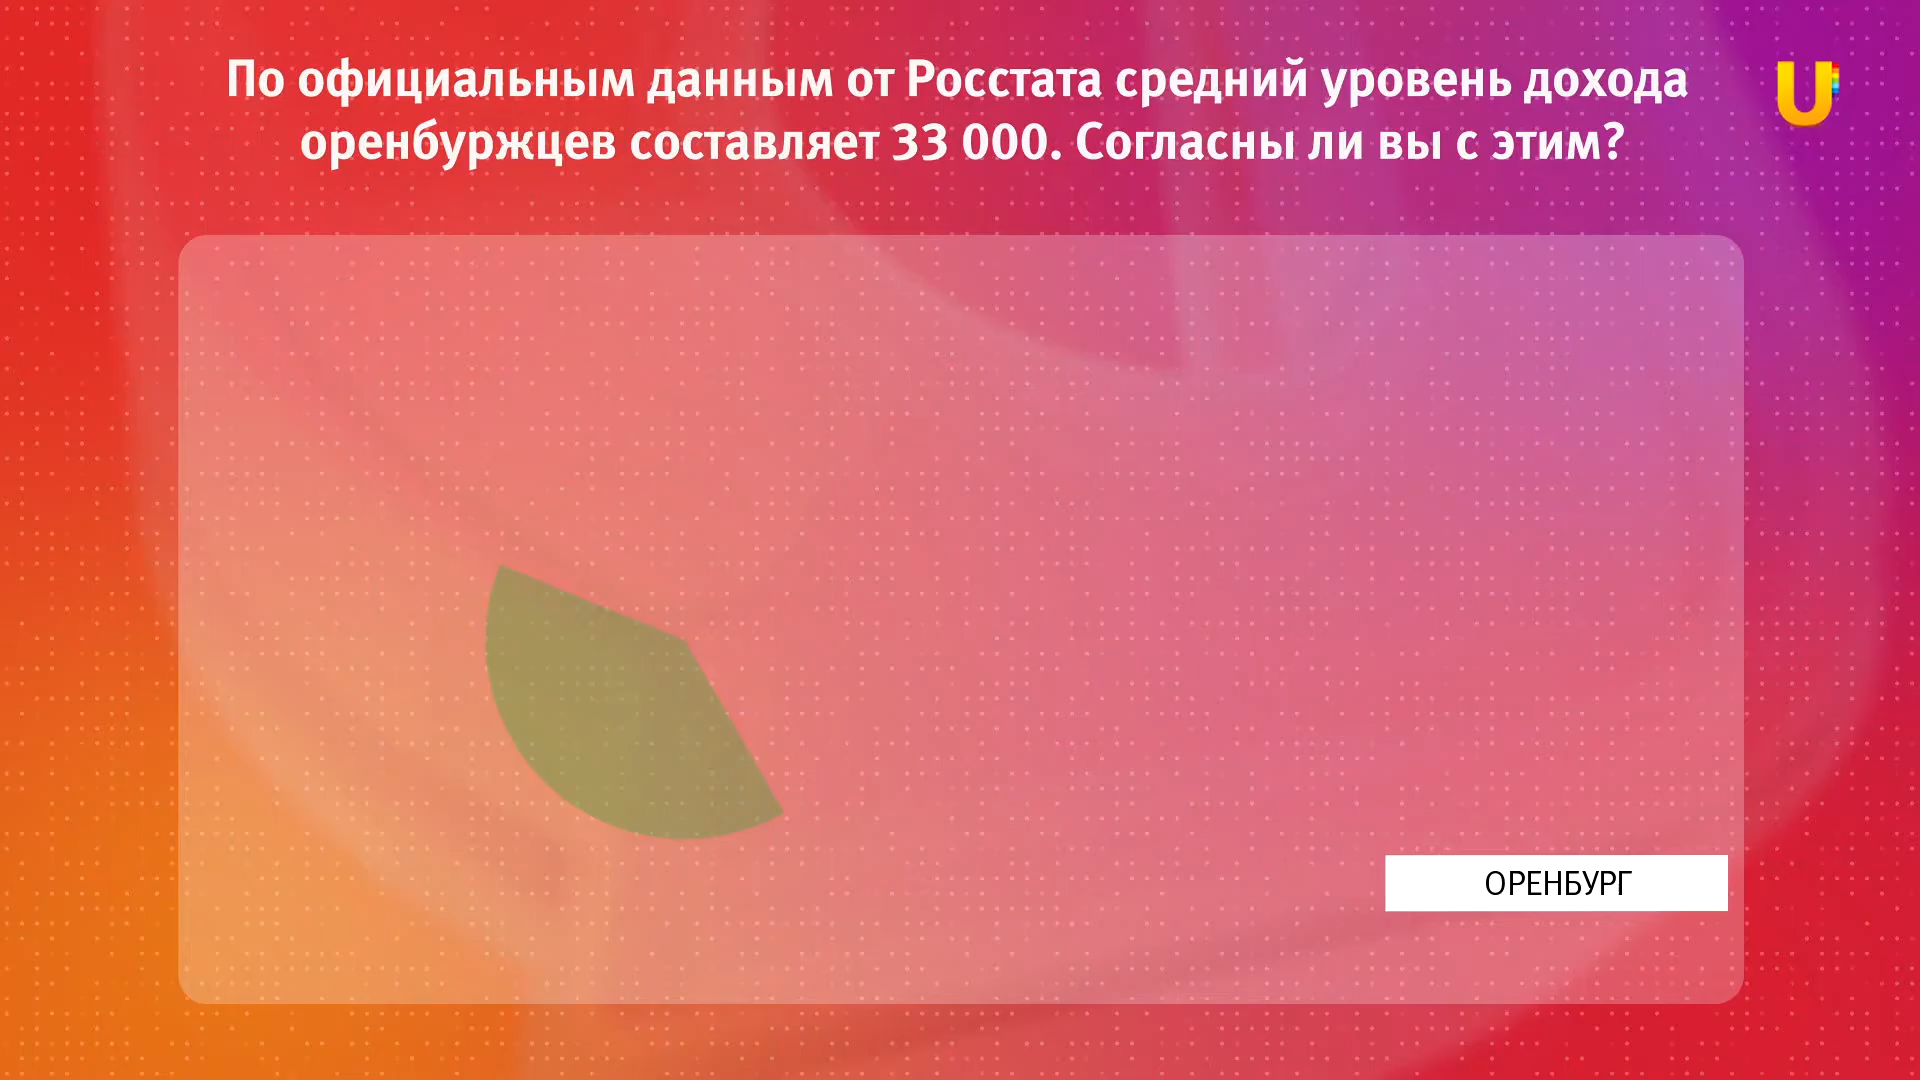 По официальным данным от Росстата средний уровень дохода
оренбуржцев составляет 33 000. Согласны ли вы с этим?
U
ОРЕНБУРГ